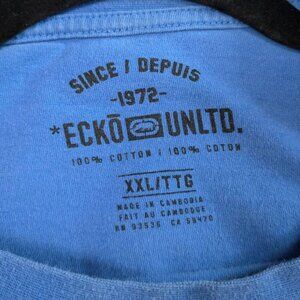 SINCE / DEPUIS
-1972-
*ECKŌ UNLTD.
100% COTTON / 100% COTON
XXL/TTG
MADE IN CAMBODIA
FAIT AU CAMBODGE
RN 93536 CA 59470